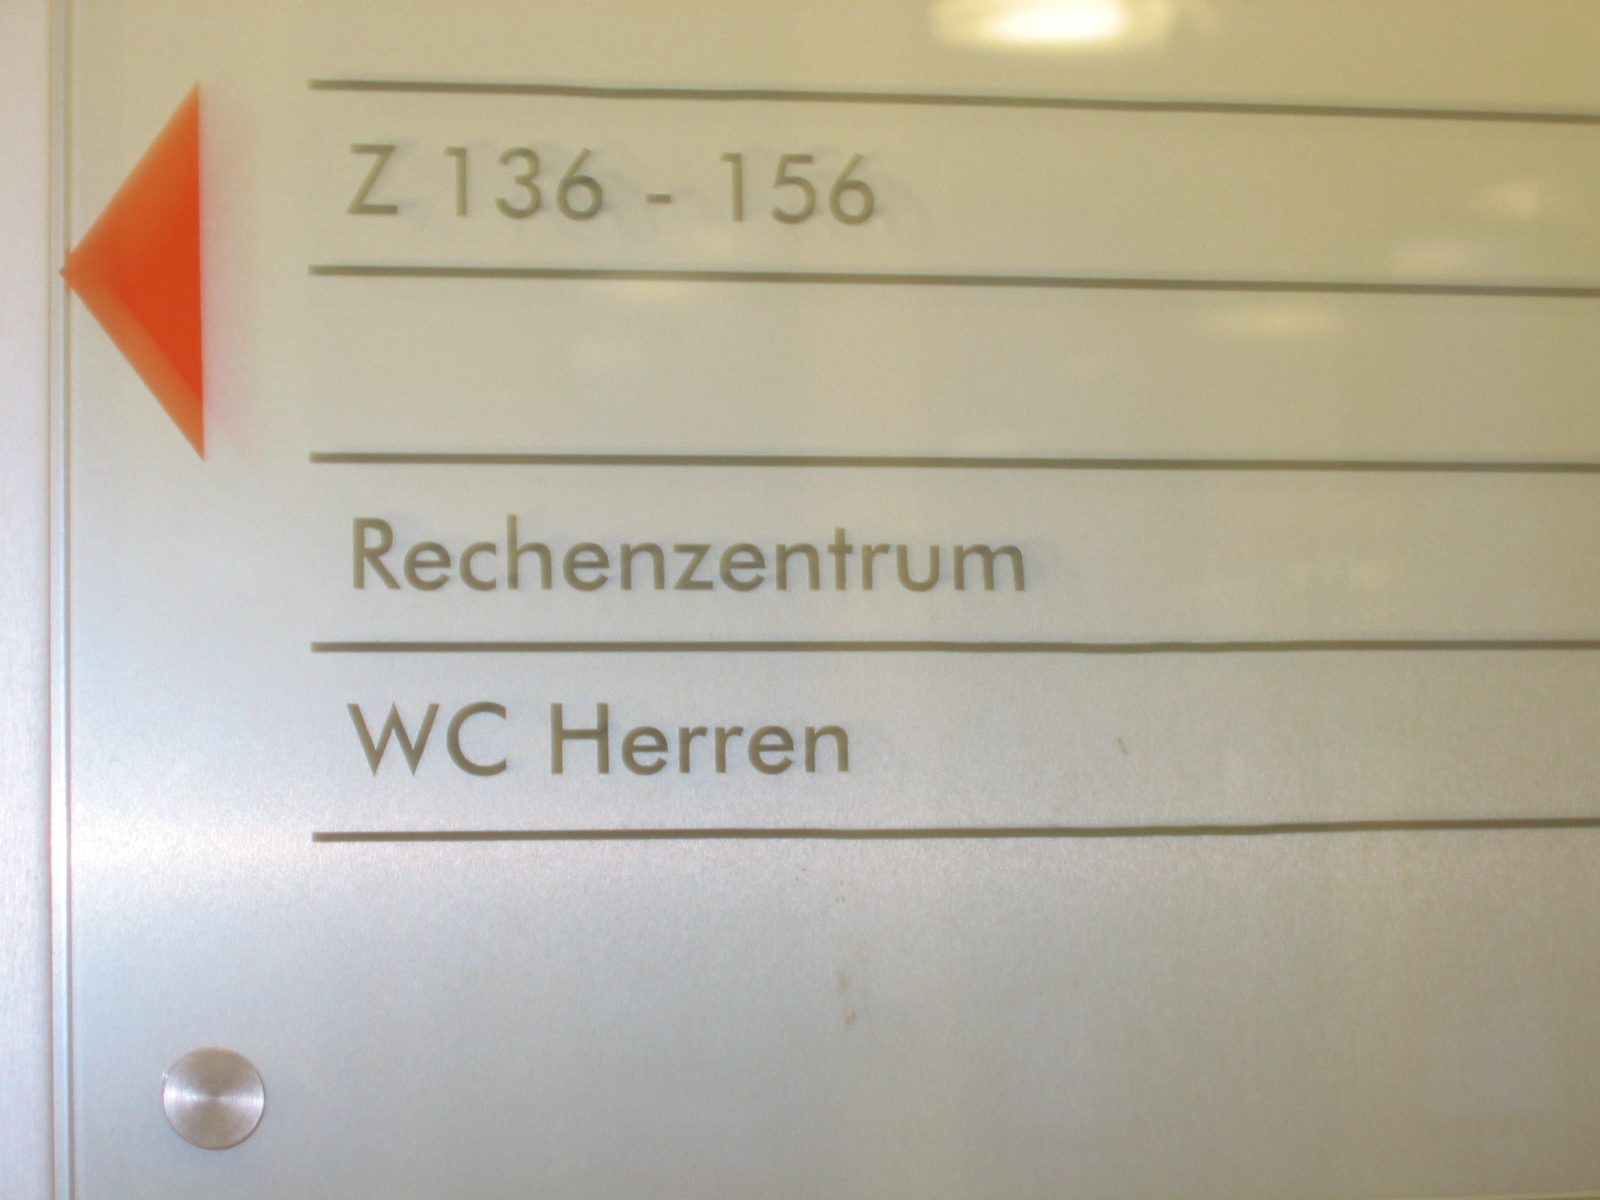 Z 136 - 156
Rechenzentrum
WC Herren